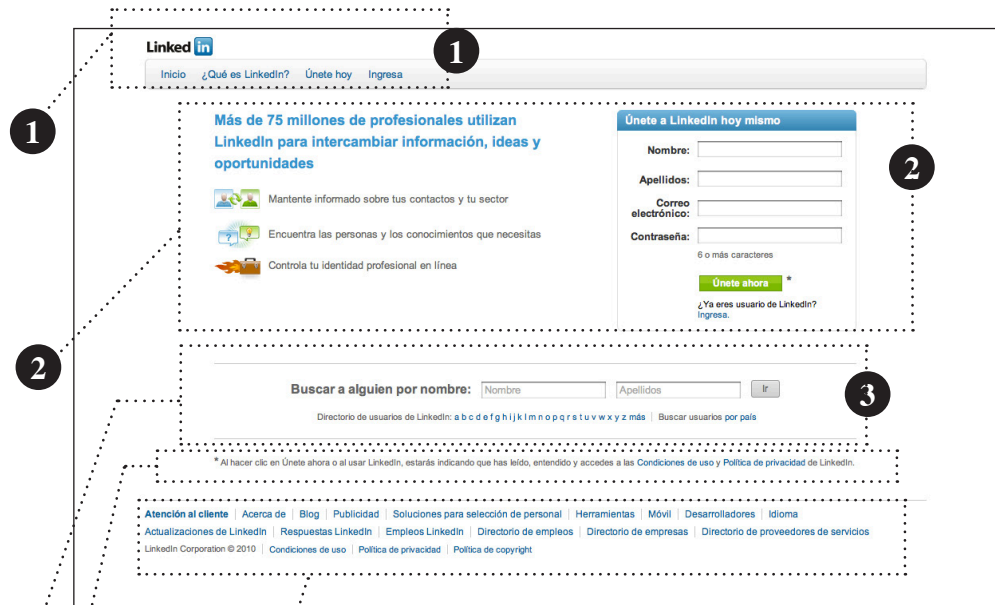 Linked in
1
Inicio ¿Qué es LinkedIn? Únete hoy Ingresa
1
Más de 75 millones de profesionales utilizan
LinkedIn para intercambiar información, ideas y
oportunidades
Mantente informado sobre tus contactos y tu sector
Encuentra las personas y los conocimientos que necesitas
Controla tu identidad profesional en línea
Únete a LinkedIn hoy mismo
Nombre:
Apellidos:
Correo
electrónico:
Contraseña:
6 o más caracteres
Únete ahora *
¿Ya eres usuario de LinkedIn?
Ingresa.
2
2
Buscar a alguien por nombre: Nombre Apellidos Ir
3
Directorio de usuarios de LinkedIn: a b c d e f g h i j k l m n o p q r s t u v w x y z más | Buscar usuarios por país
* Al hacer clic en Únete ahora o al usar LinkedIn, estarás indicando que has leído, entendido y accedes a las Condiciones de uso y Política de privacidad de LinkedIn.
Atención al cliente | Acerca de | Blog | Publicidad | Soluciones para selección de personal | Herramientas | Móvil | Desarrolladores | Idioma
Actualizaciones de LinkedIn | Respuestas LinkedIn | Empleos LinkedIn | Directorio de empleos | Directorio de empresas | Directorio de proveedores de servicios
LinkedIn Corporation © 2010 | Condiciones de uso | Política de privacidad | Política de copyright